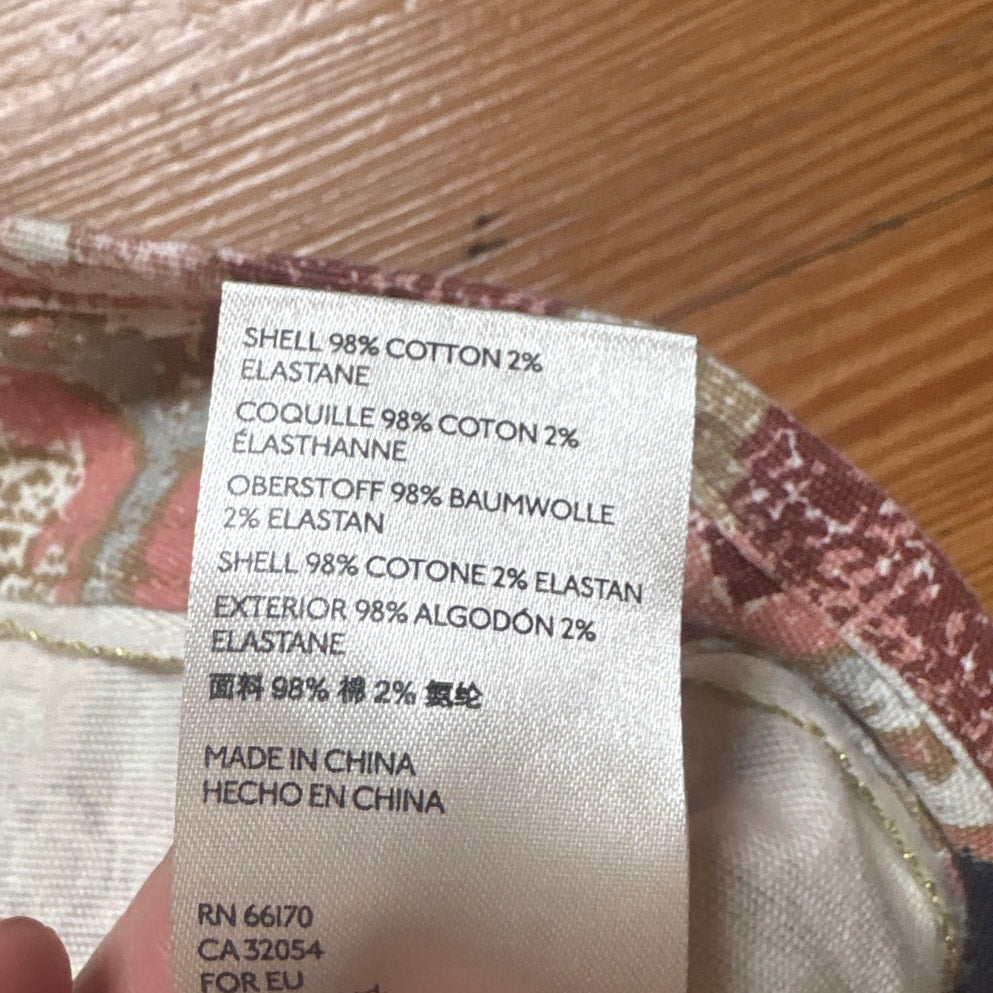 SHELL 98% COTTON 2%
ELASTANE
COQUILLE 98% COTON 2%
ÉLASTHANNE
OBERSTOFF 98% BAUMWOLLE
2% ELASTAN
SHELL 98% COTONE 2% ELASTAN
EXTERIOR 98% ALGODÓN 2%
ELASTANE
面料 98% 棉 2% 氨纶
MADE IN CHINA
HECHO EN CHINA
RN 66170
CA 32054
FOR EU